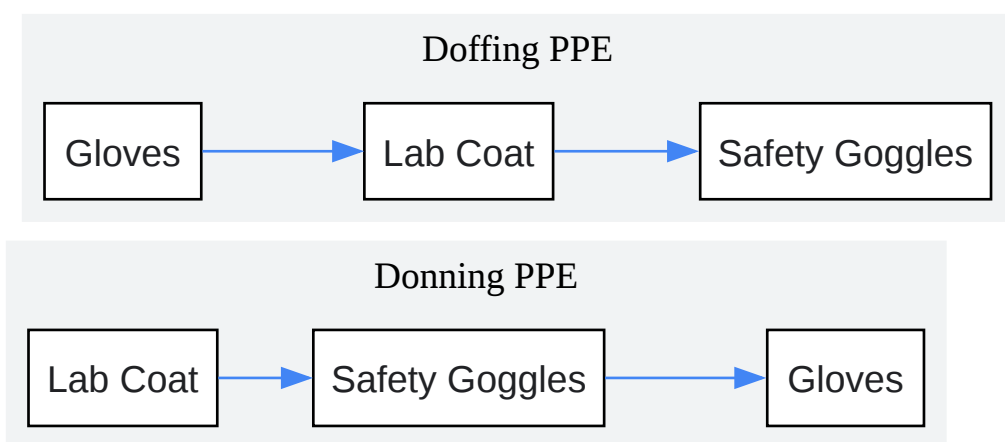 Doffing PPE
Gloves
Lab Coat
Safety Goggles
Donning PPE
Lab Coat
Safety Goggles
Gloves